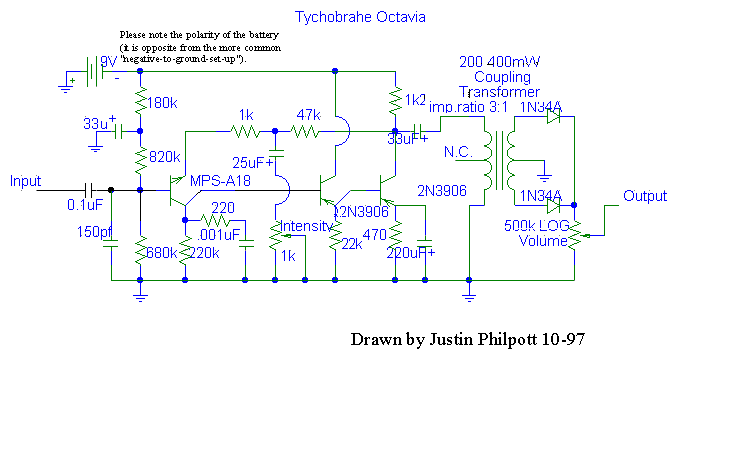 Tychobrahe Octavia
Please note the polarity of the battery
(it is opposite from the more common
"negative-to-ground-set-up").
9V
+
-
200 400mW
Coupling
Transformer
imp.ratio 3:1
1N34A
180k
1k2
1k
47k
33u+
33uF+
N.C.
820k
25uF+
MPS-A18
2N3906
Input
0.1uF
1N34A
Output
220
2N3906
150pf
.001uF
Intensity
470
500k LOG
Volume
680k
220k
1k
22k
220uF+
Drawn by Justin Philpott 10-97